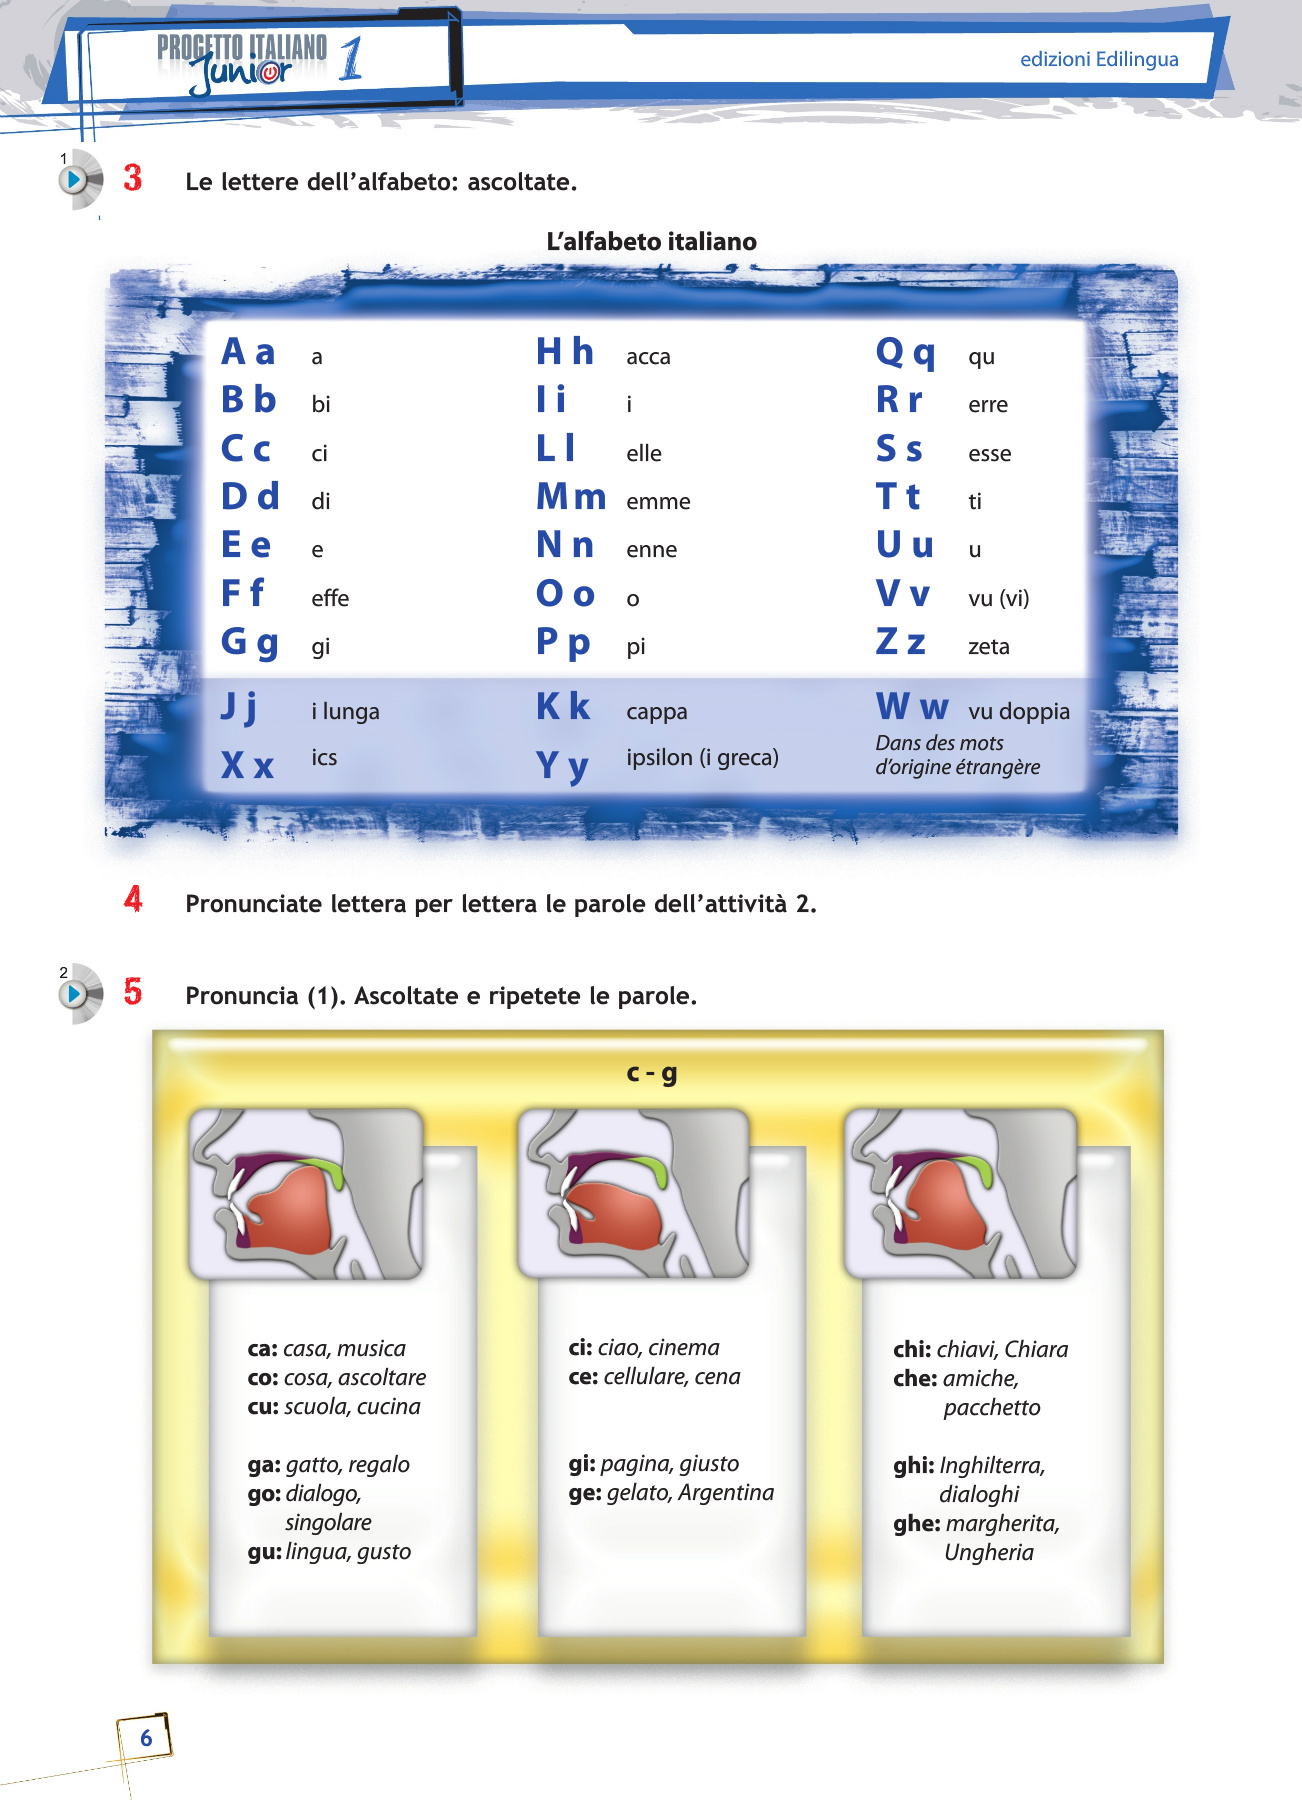 PROGETTO ITALIANO
Junior 1
edizioni Edilingua
1
3 Le lettere dell'alfabeto: ascoltate.
L'alfabeto italiano
A a a H h acca Q q qu
B b bi I i i R r erre
C c ci L l elle S s esse
D d di M m emme T t ti
E e e N n enne U u u
F f effe O o o V v vu (vi)
G g gi P p pi Z z zeta
J j i lunga K k cappa W w vu doppia
X x ics Y y ipsilon (i greca) Dans des mots
d'origine étrangère
4 Pronunciate lettera per lettera le parole dell'attività 2.
2
5 Pronuncia (1). Ascoltate e ripetete le parole.
c - g
ca: casa, musica
co: cosa, ascoltare
cu: scuola, cucina
ga: gatto, regalo
go: dialogo,
singolare
gu: lingua, gusto
ci: ciao, cinema
ce: cellulare, cena
gi: pagina, giusto
ge: gelato, Argentina
chi: chiavi, Chiara
che: amiche,
pacchetto
ghi: Inghilterra,
dialoghi
ghe: margherita,
Ungheria
6